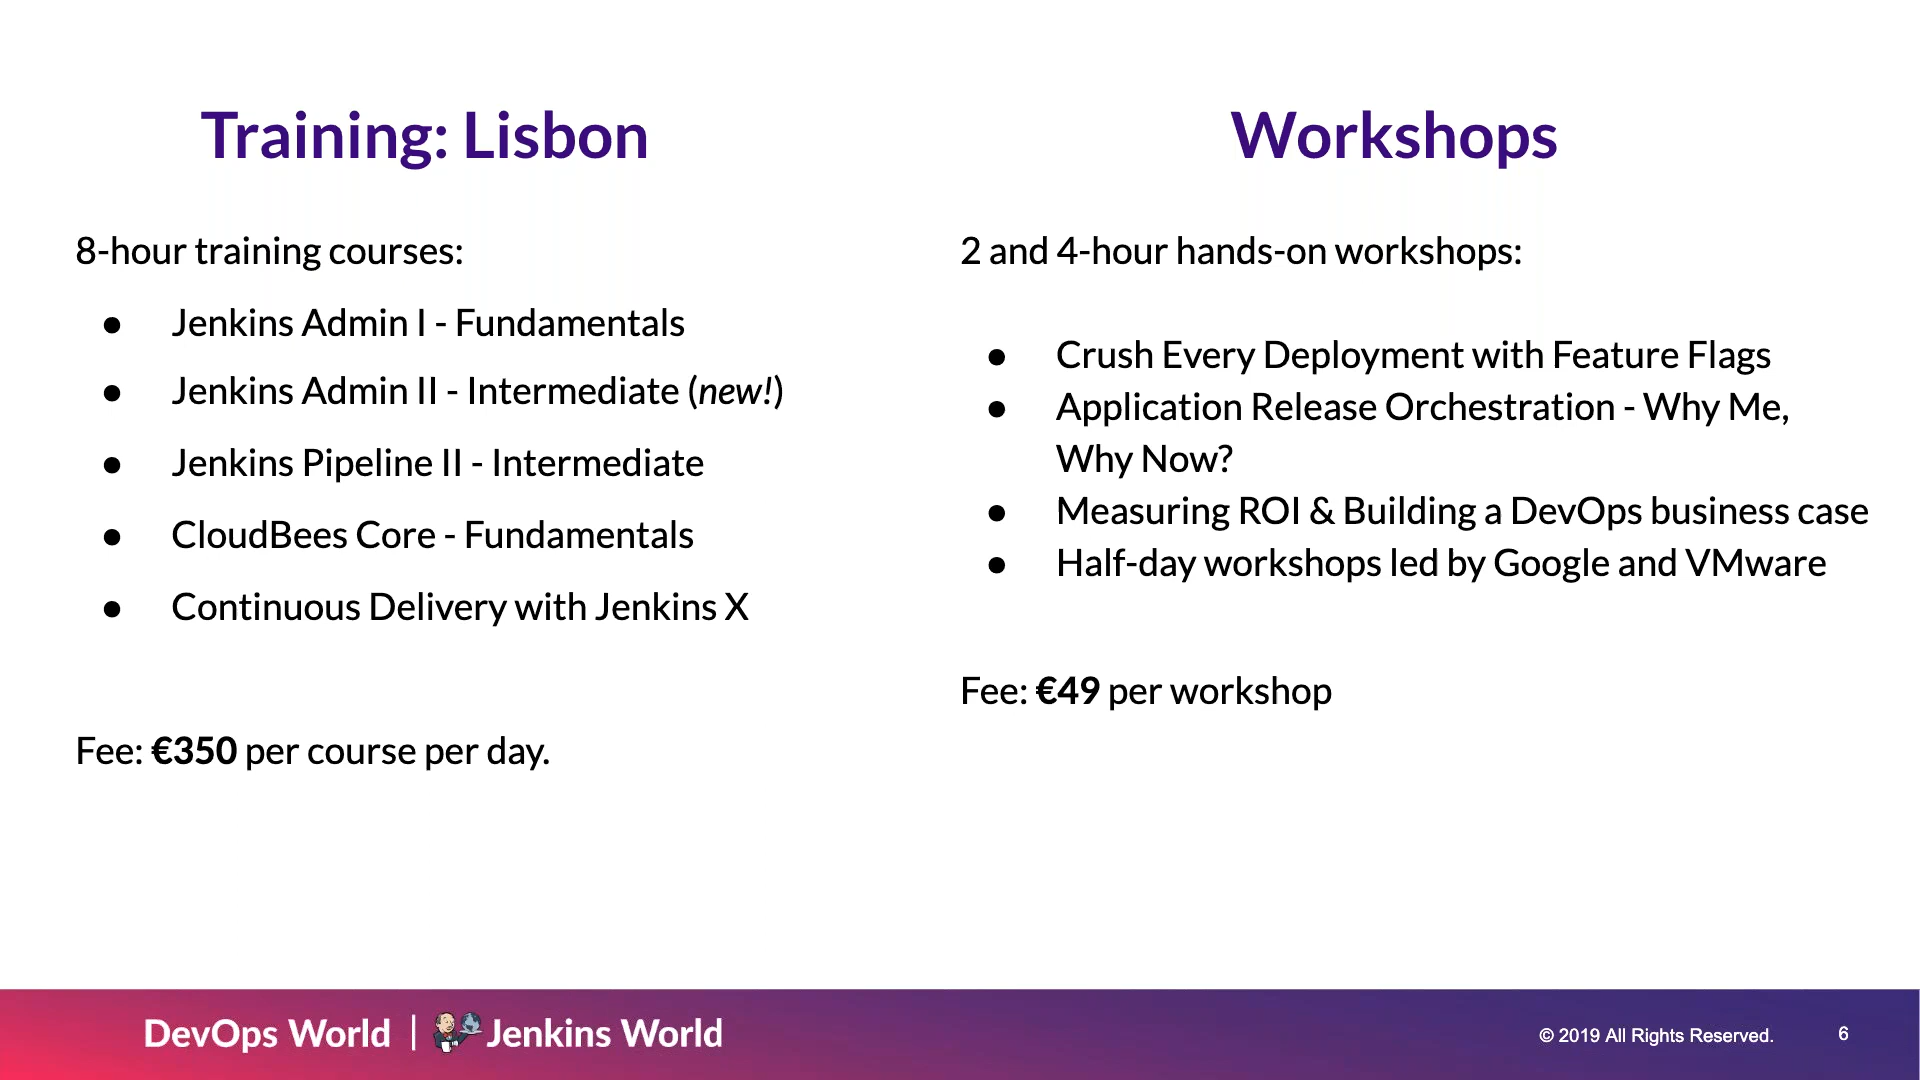 Training: Lisbon
8-hour training courses:
● Jenkins Admin I - Fundamentals
● Jenkins Admin II - Intermediate (new!)
● Jenkins Pipeline II - Intermediate
● CloudBees Core - Fundamentals
● Continuous Delivery with Jenkins X
Fee: €350 per course per day.
Workshops
2 and 4-hour hands-on workshops:
● Crush Every Deployment with Feature Flags
● Application Release Orchestration - Why Me,
Why Now?
● Measuring ROI & Building a DevOps business case
● Half-day workshops led by Google and VMware
Fee: €49 per workshop
DevOps World | Jenkins World
© 2019 All Rights Reserved.
6